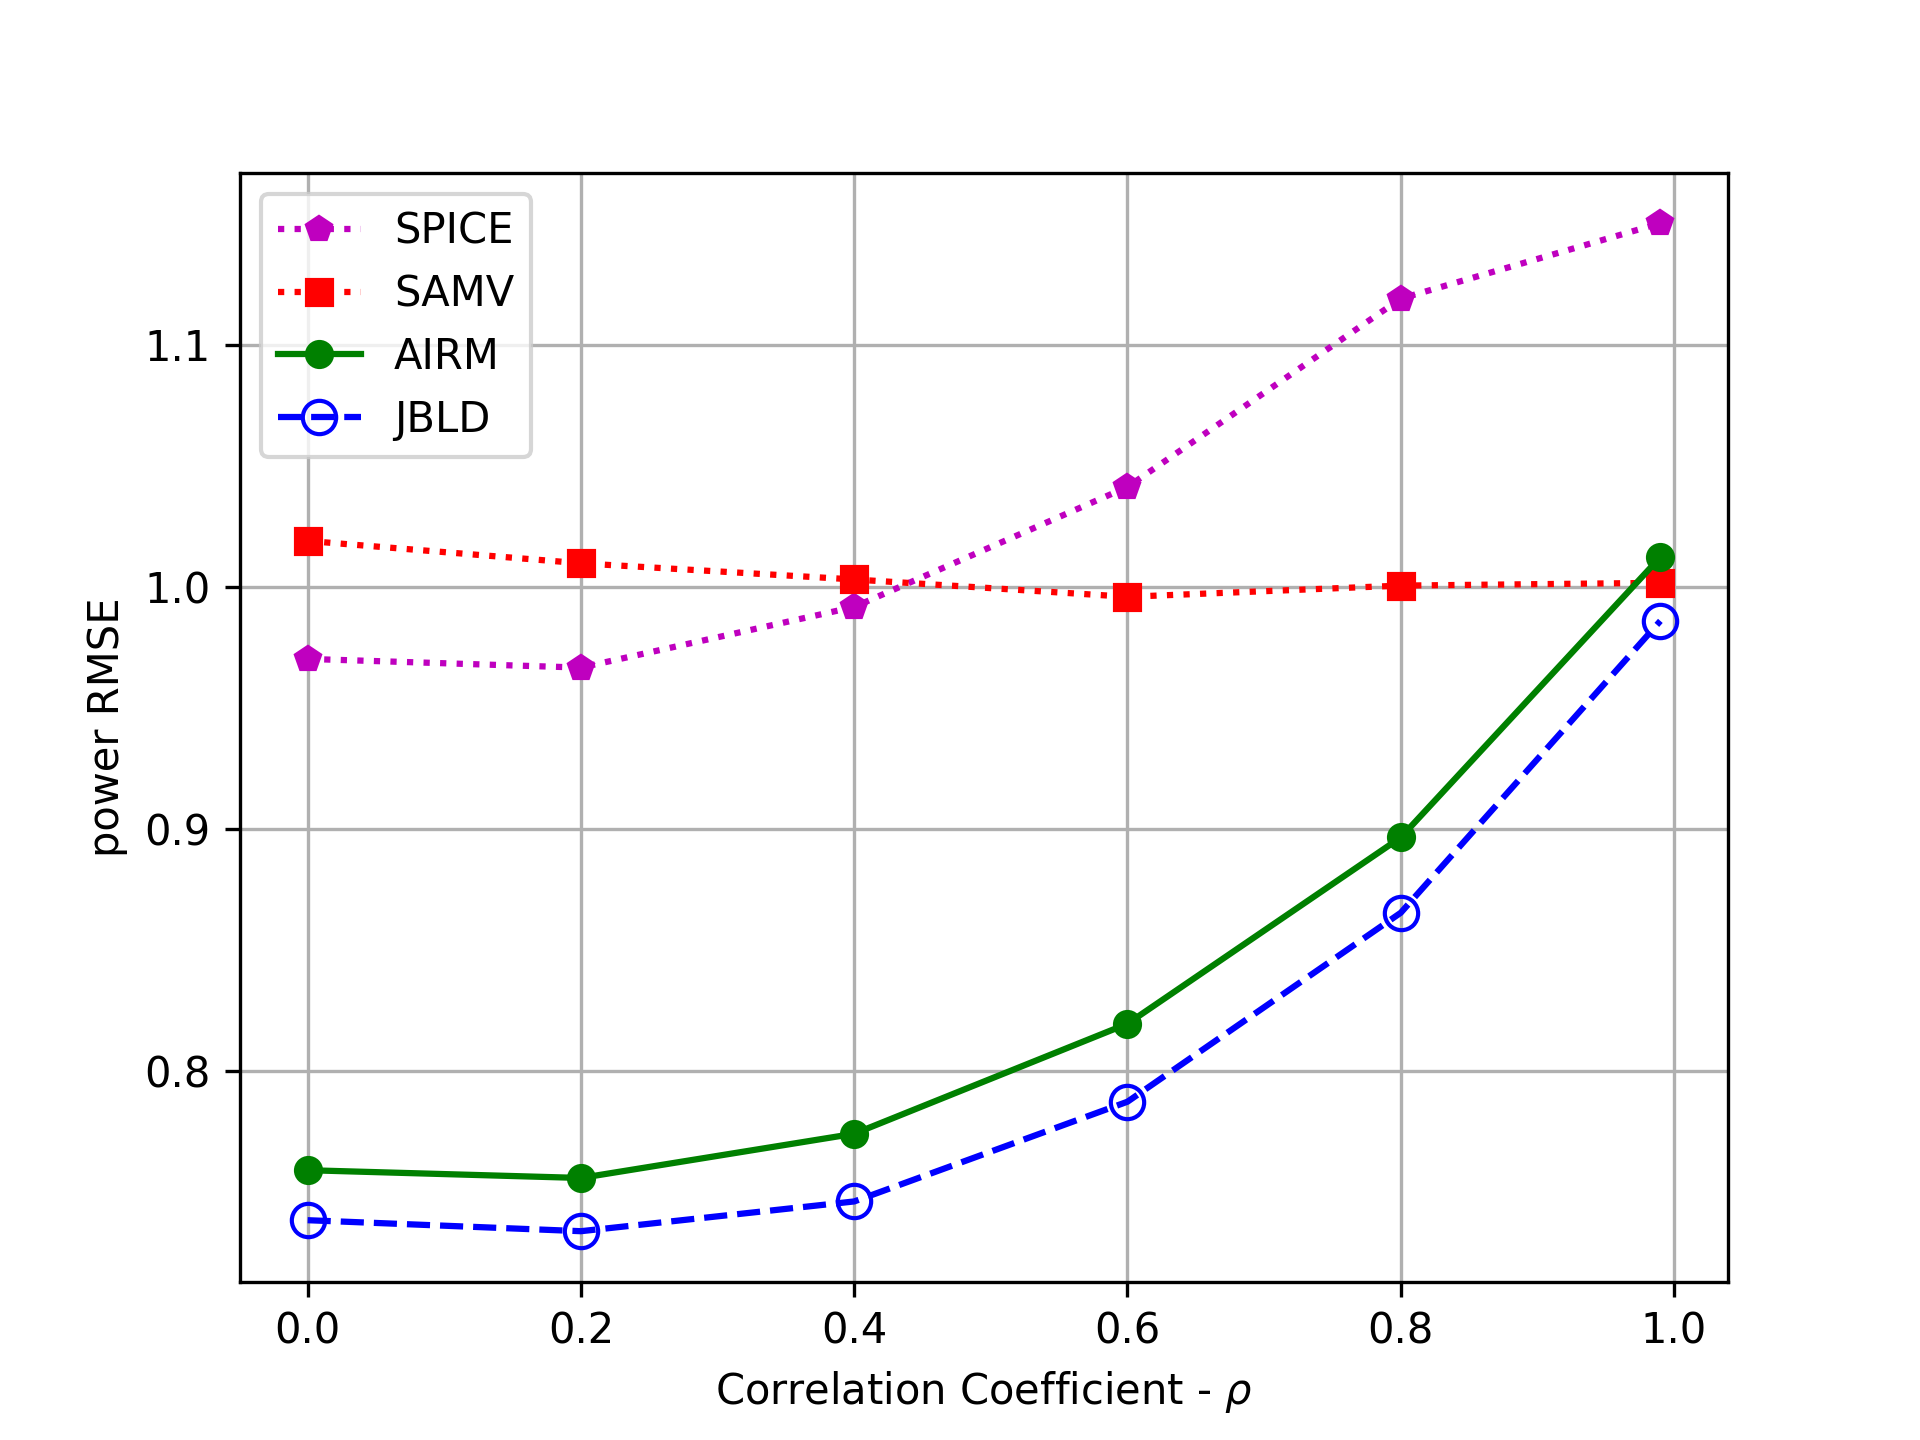 SPICE
SAMV
AIRM
JBLD
1.1
1.0
0.9
0.8
power RMSE
0.0 0.2 0.4 0.6 0.8 1.0
Correlation Coefficient - ρ